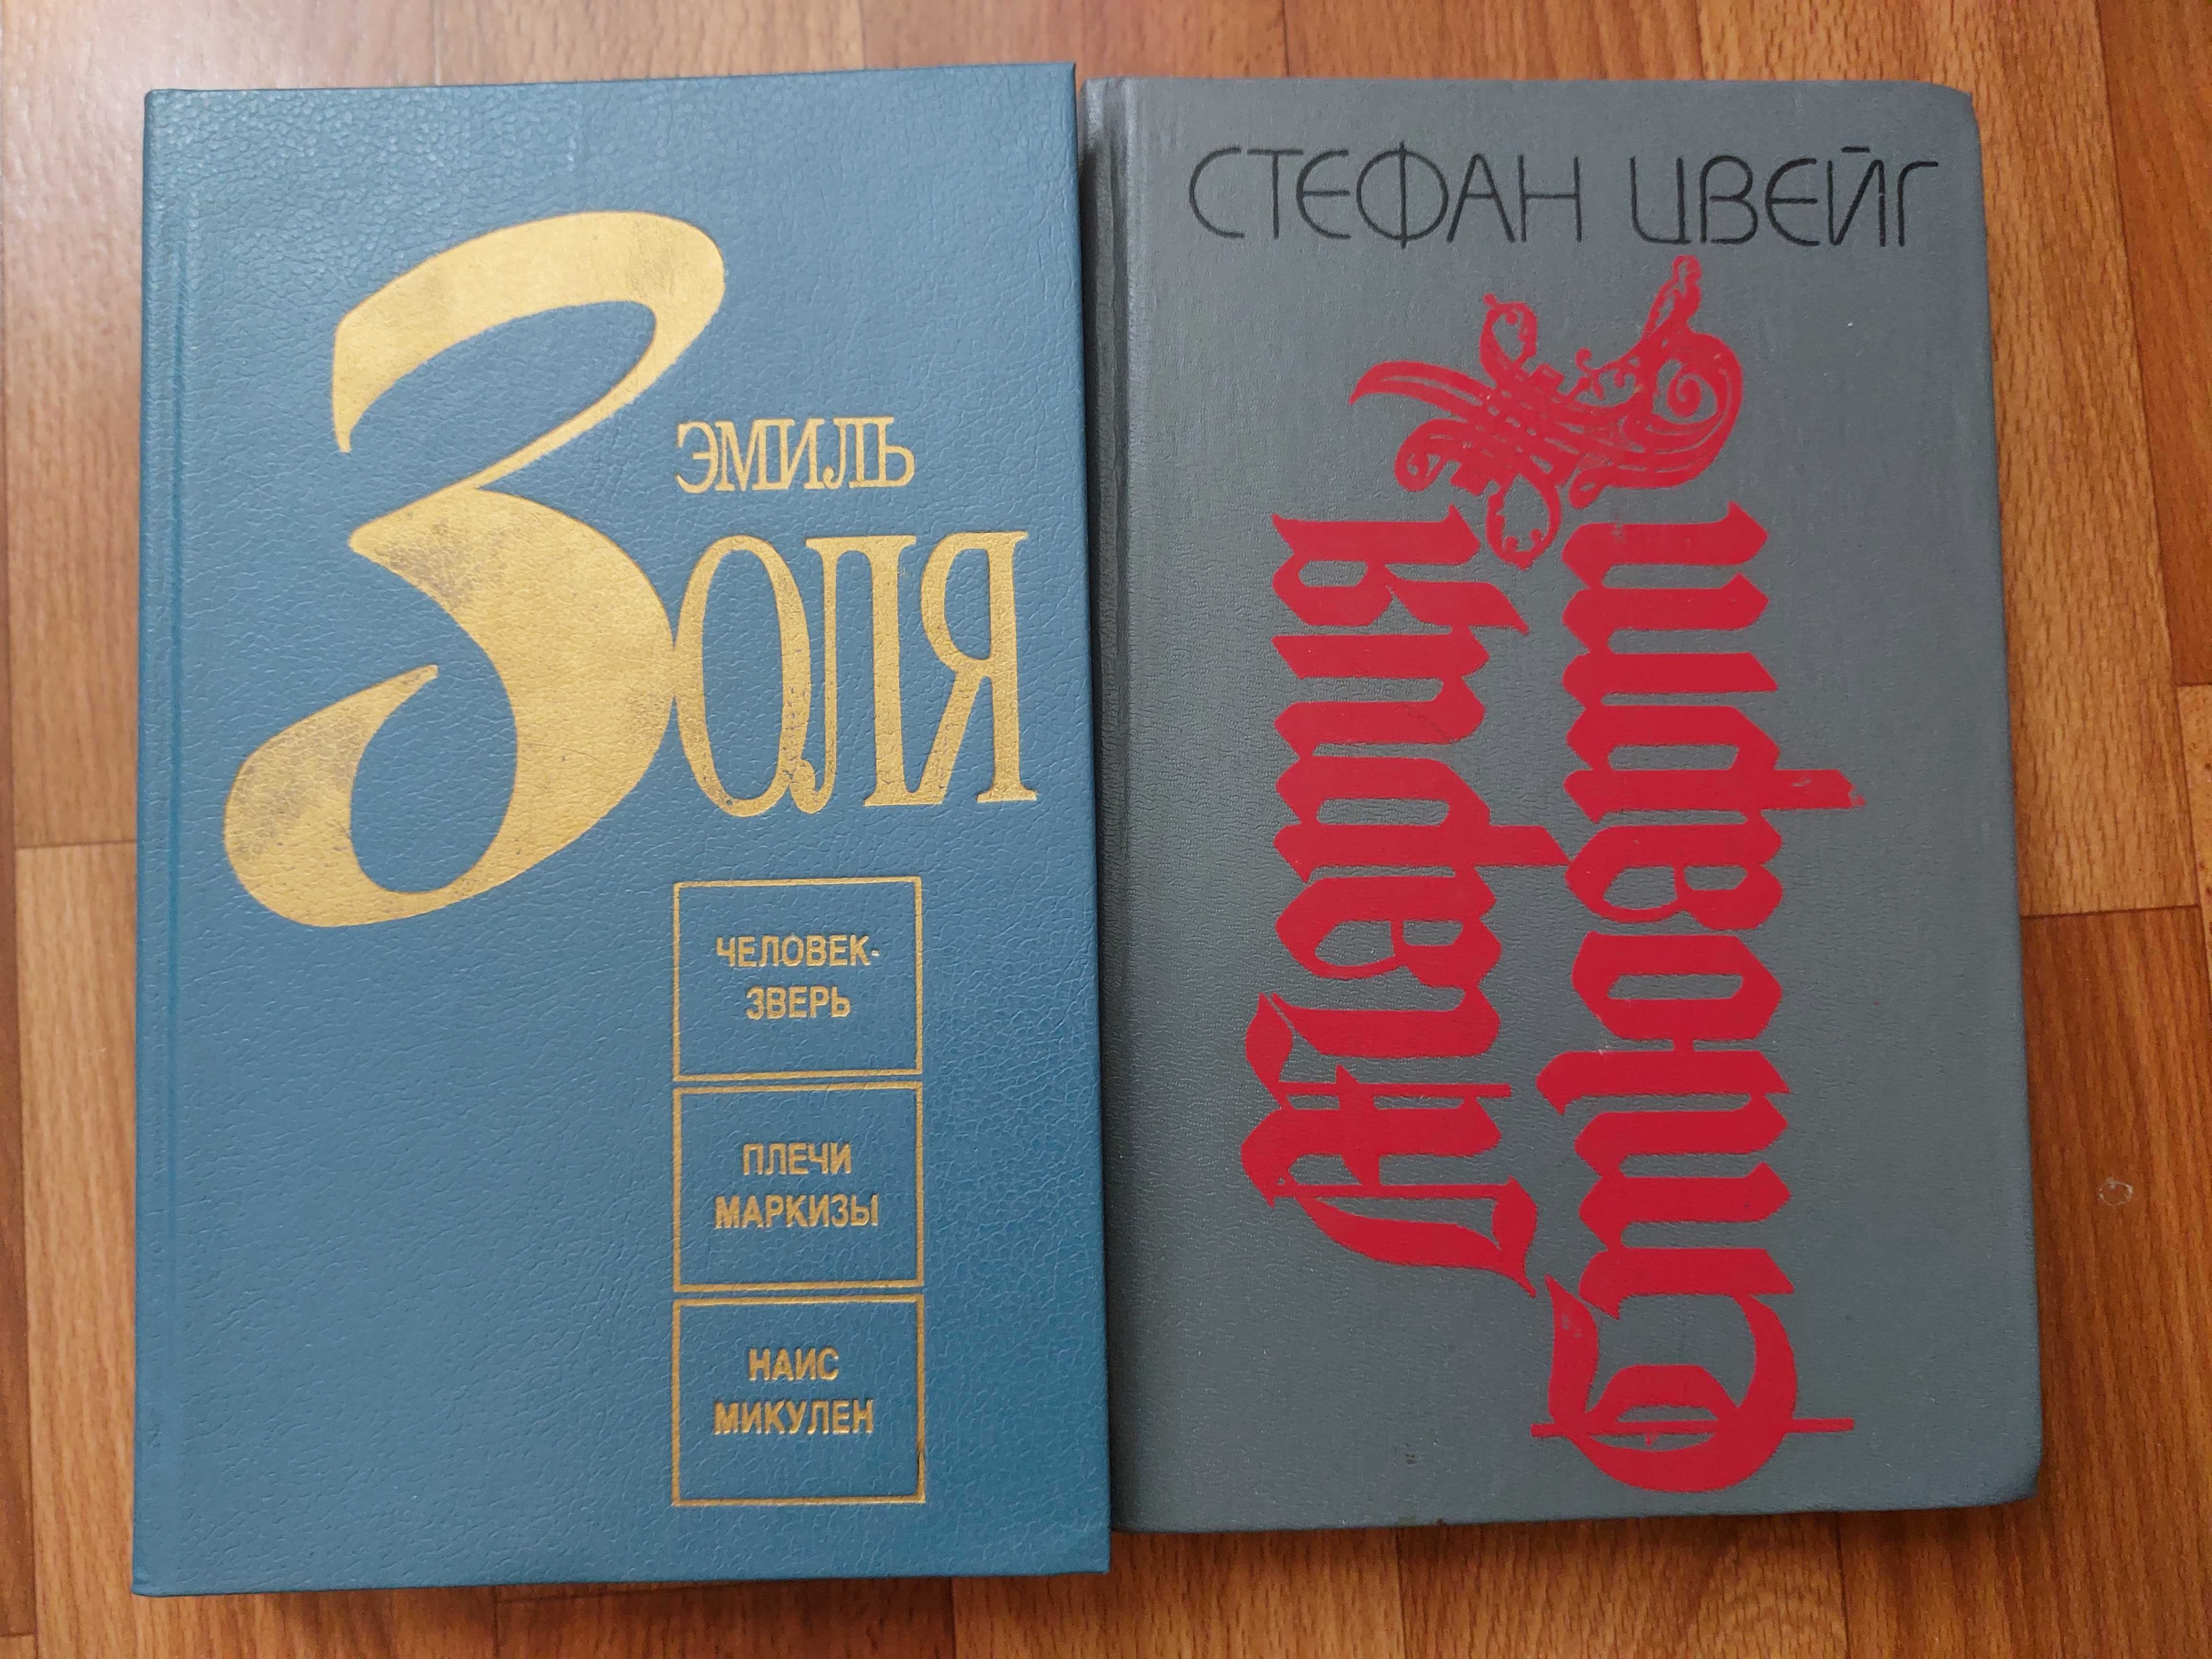 ЭМИЛЬ
ЗОЛЯ
ЧЕЛОВЕК-
ЗВЕРЬ
ПЛЕЧИ
МАРКИЗЫ
НАИС
МИКУЛЕН
СТЕФАН ЦВЕЙГ
Мария
Стюарт